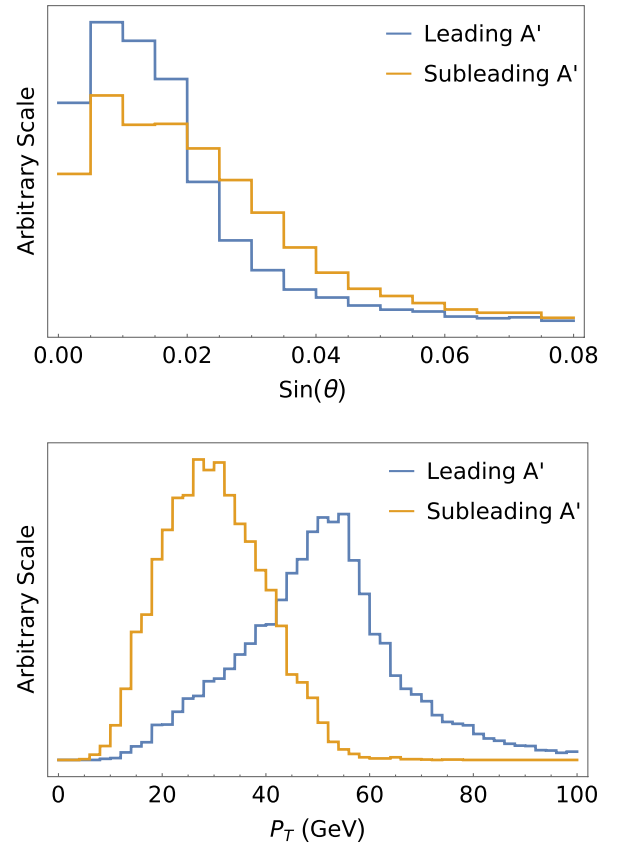 Leading A'
Subleading A'
Arbitrary Scale
0.00 0.02 0.04 0.06 0.08
Sin(θ)
Leading A'
Subleading A'
Arbitrary Scale
0 20 40 60 80 100
P_T (GeV)